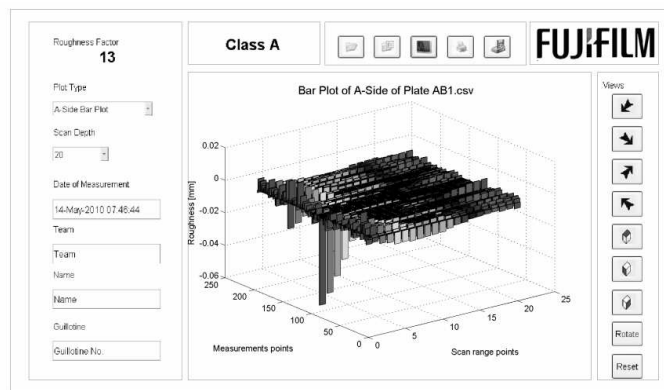 Roughness Factor
13
Plot Type
A-Side Bar Plot
Scan Depth
20
Date of Measurement
14-May-2010 07:46:44
Team
Team
Name
Name
Guillotine
Guillotine No.
Class A
FUJIFILM
Bar Plot of A-Side of Plate AB1.csv
Roughness [mm]
0.02
0
-0.02
-0.04
-0.06
250
200
150
100
50
0
Measurements points
0
5
10
15
20
25
Scan range points
Views
Rotate
Reset